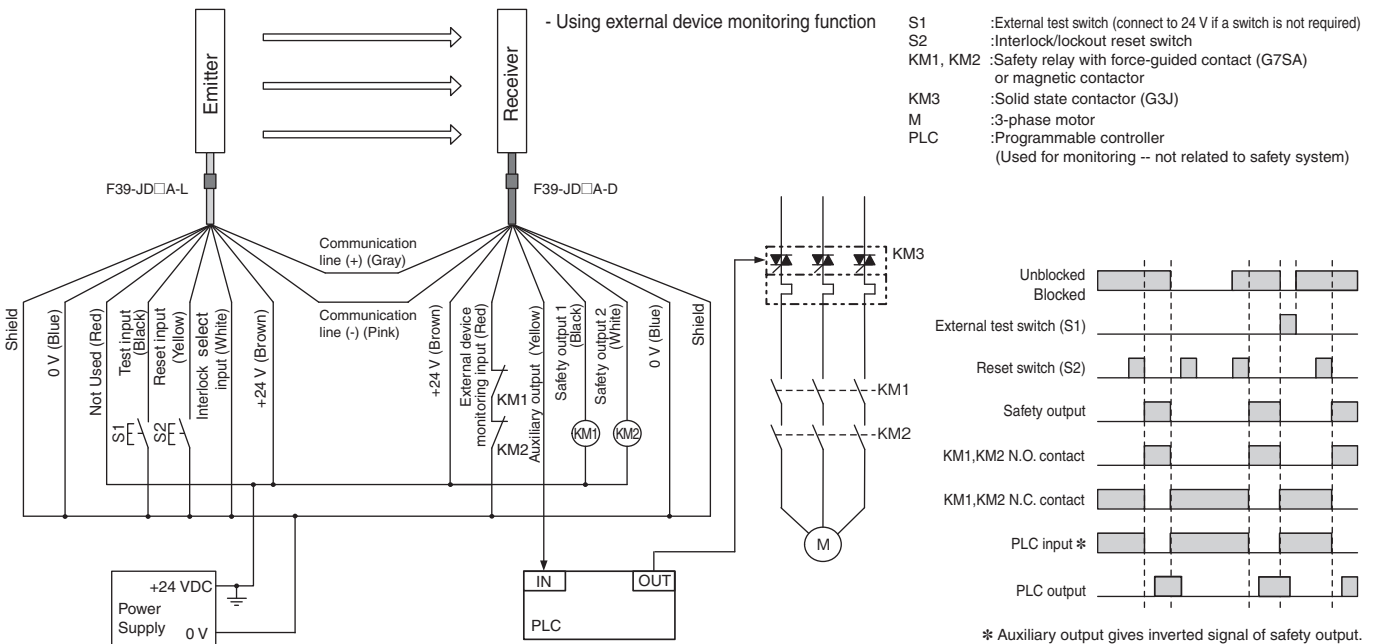 - Using external device monitoring function
S1 :External test switch (connect to 24 V if a switch is not required)
S2 :Interlock/lockout reset switch
KM1, KM2 :Safety relay with force-guided contact (G7SA)
or magnetic contactor
KM3 :Solid state contactor (G3J)
M :3-phase motor
PLC :Programmable controller
(Used for monitoring -- not related to safety system)
Emitter
Receiver
F39-JD□A-L
F39-JD□A-D
Communication
line (+) (Gray)
Communication
line (-) (Pink)
Shield
0 V (Blue)
Not Used (Red)
Test input
(Black)
Reset input
(Yellow)
Interlock select
input (White)
+24 V (Brown)
+24 V (Brown)
External device
monitoring input (Red)
Auxiliary output (Yellow)
Safety output 1
(Black)
Safety output 2
(White)
0 V (Blue)
Shield
S1
S2
KM1
KM2
KM1
KM2
KM3
KM1
KM2
M
+24 VDC
Power
Supply
0 V
IN
OUT
PLC
Unblocked
Blocked
External test switch (S1)
Reset switch (S2)
Safety output
KM1,KM2 N.O. contact
KM1,KM2 N.C. contact
PLC input ✻
PLC output
✻ Auxiliary output gives inverted signal of safety output.